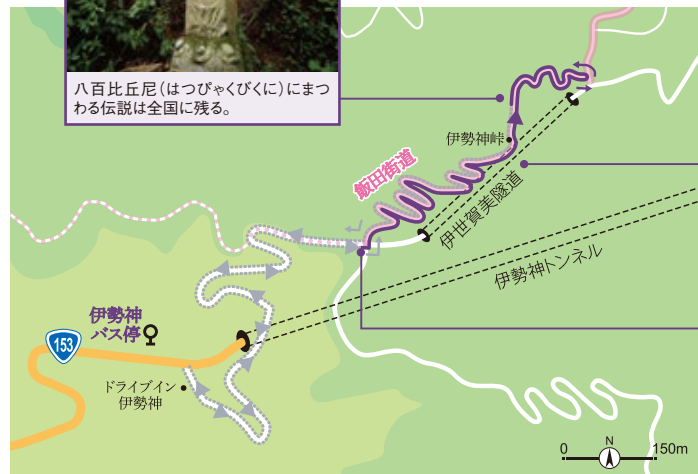 八百比丘尼(はつぴゃくびくに)にまつ
わる伝説は全国に残る。
伊勢神峠
飯田街道
伊世賀美隧道
伊勢神トンネル
伊勢神
バス停
153
ドライブイン
伊勢神
N
0 150m